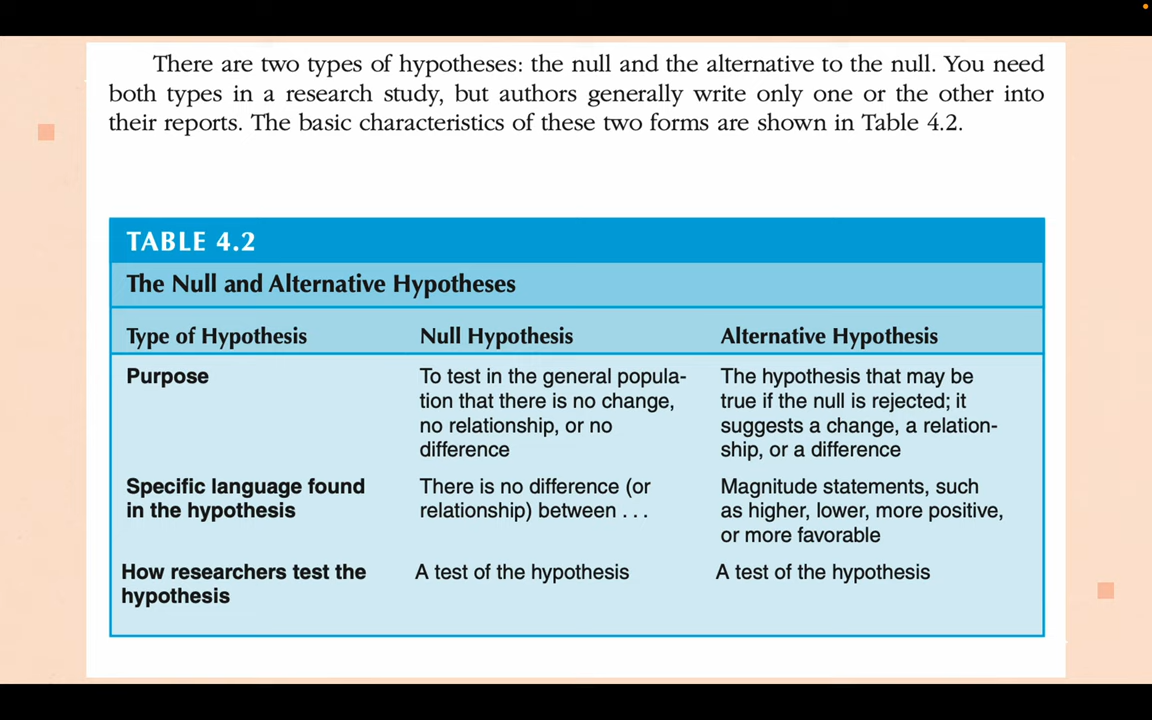 There are two types of hypotheses: the null and the alternative to the null. You need
both types in a research study, but authors generally write only one or the other into
their reports. The basic characteristics of these two forms are shown in Table 4.2.
TABLE 4.2
The Null and Alternative Hypotheses
Type of Hypothesis Null Hypothesis Alternative Hypothesis
Purpose To test in the general popula- The hypothesis that may be
tion that there is no change, true if the null is rejected; it
no relationship, or no suggests a change, a relation-
difference ship, or a difference
Specific language found There is no difference (or Magnitude statements, such
in the hypothesis relationship) between . . . as higher, lower, more positive,
or more favorable
How researchers test the A test of the hypothesis A test of the hypothesis
hypothesis